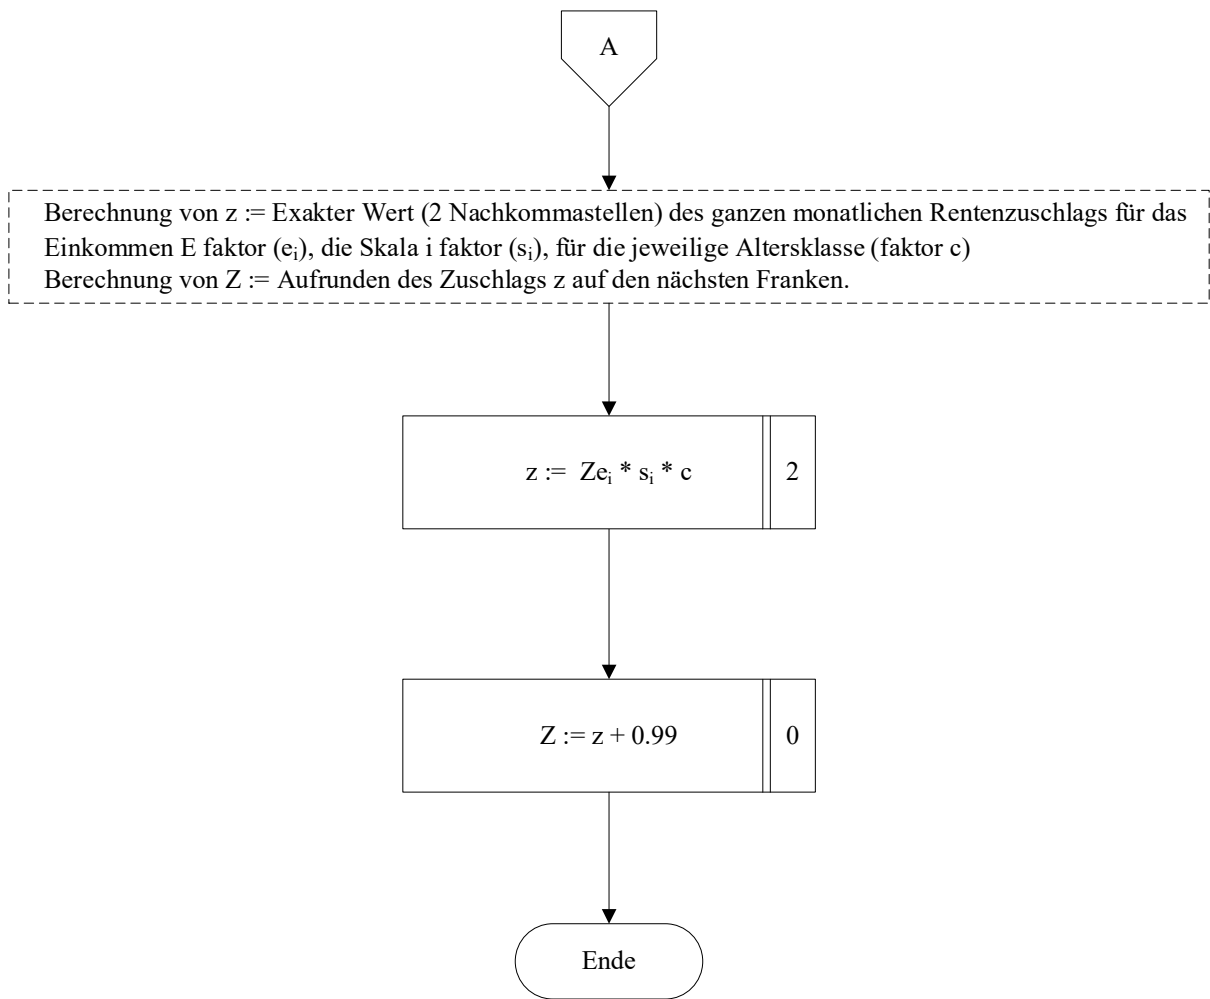 A
Berechnung von z := Exakter Wert (2 Nachkommastellen) des ganzen monatlichen Rentenzuschlags für das
Einkommen E faktor (eᵢ), die Skala i faktor (sᵢ), für die jeweilige Altersklasse (faktor c)
Berechnung von Z := Aufrunden des Zuschlags z auf den nächsten Franken.
z := Zeᵢ * sᵢ * c 2
Z := z + 0.99 0
Ende